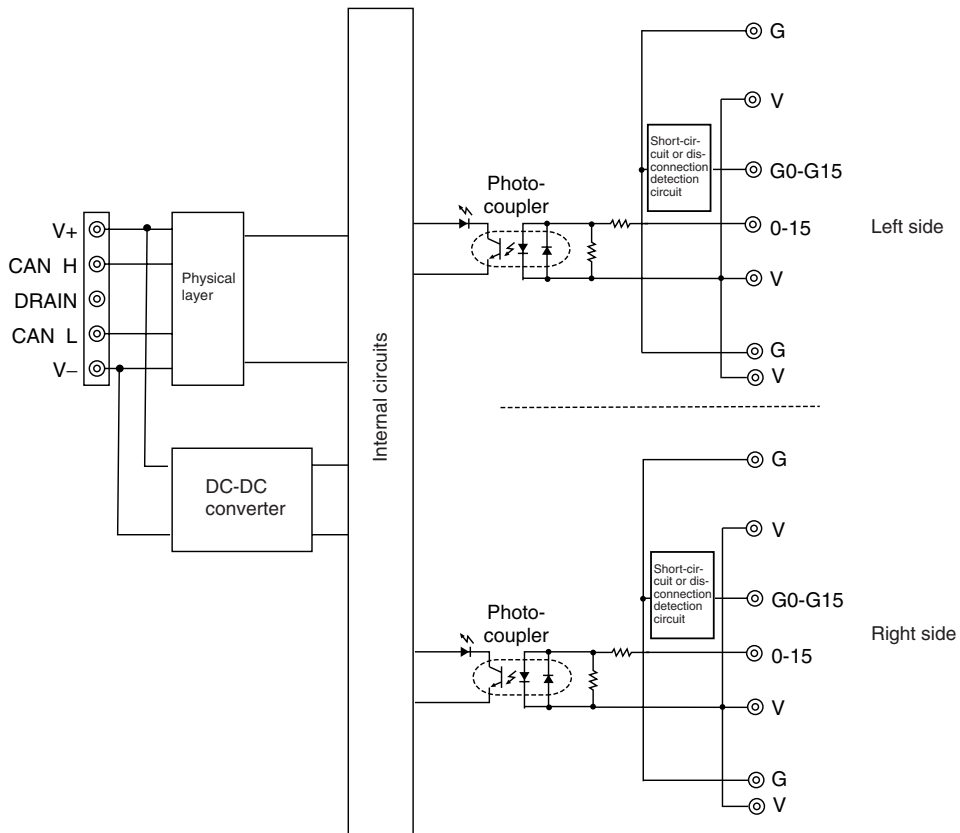 V+
CAN H
DRAIN
CAN L
V–
Physical
layer
DC-DC
converter
Internal circuits
Photo-
coupler
Short-cir-
cuit or dis-
connection
detection
circuit
G
V
G0-G15
0-15
V
G
V
Left side
Photo-
coupler
Short-cir-
cuit or dis-
connection
detection
circuit
G
V
G0-G15
0-15
V
G
V
Right side